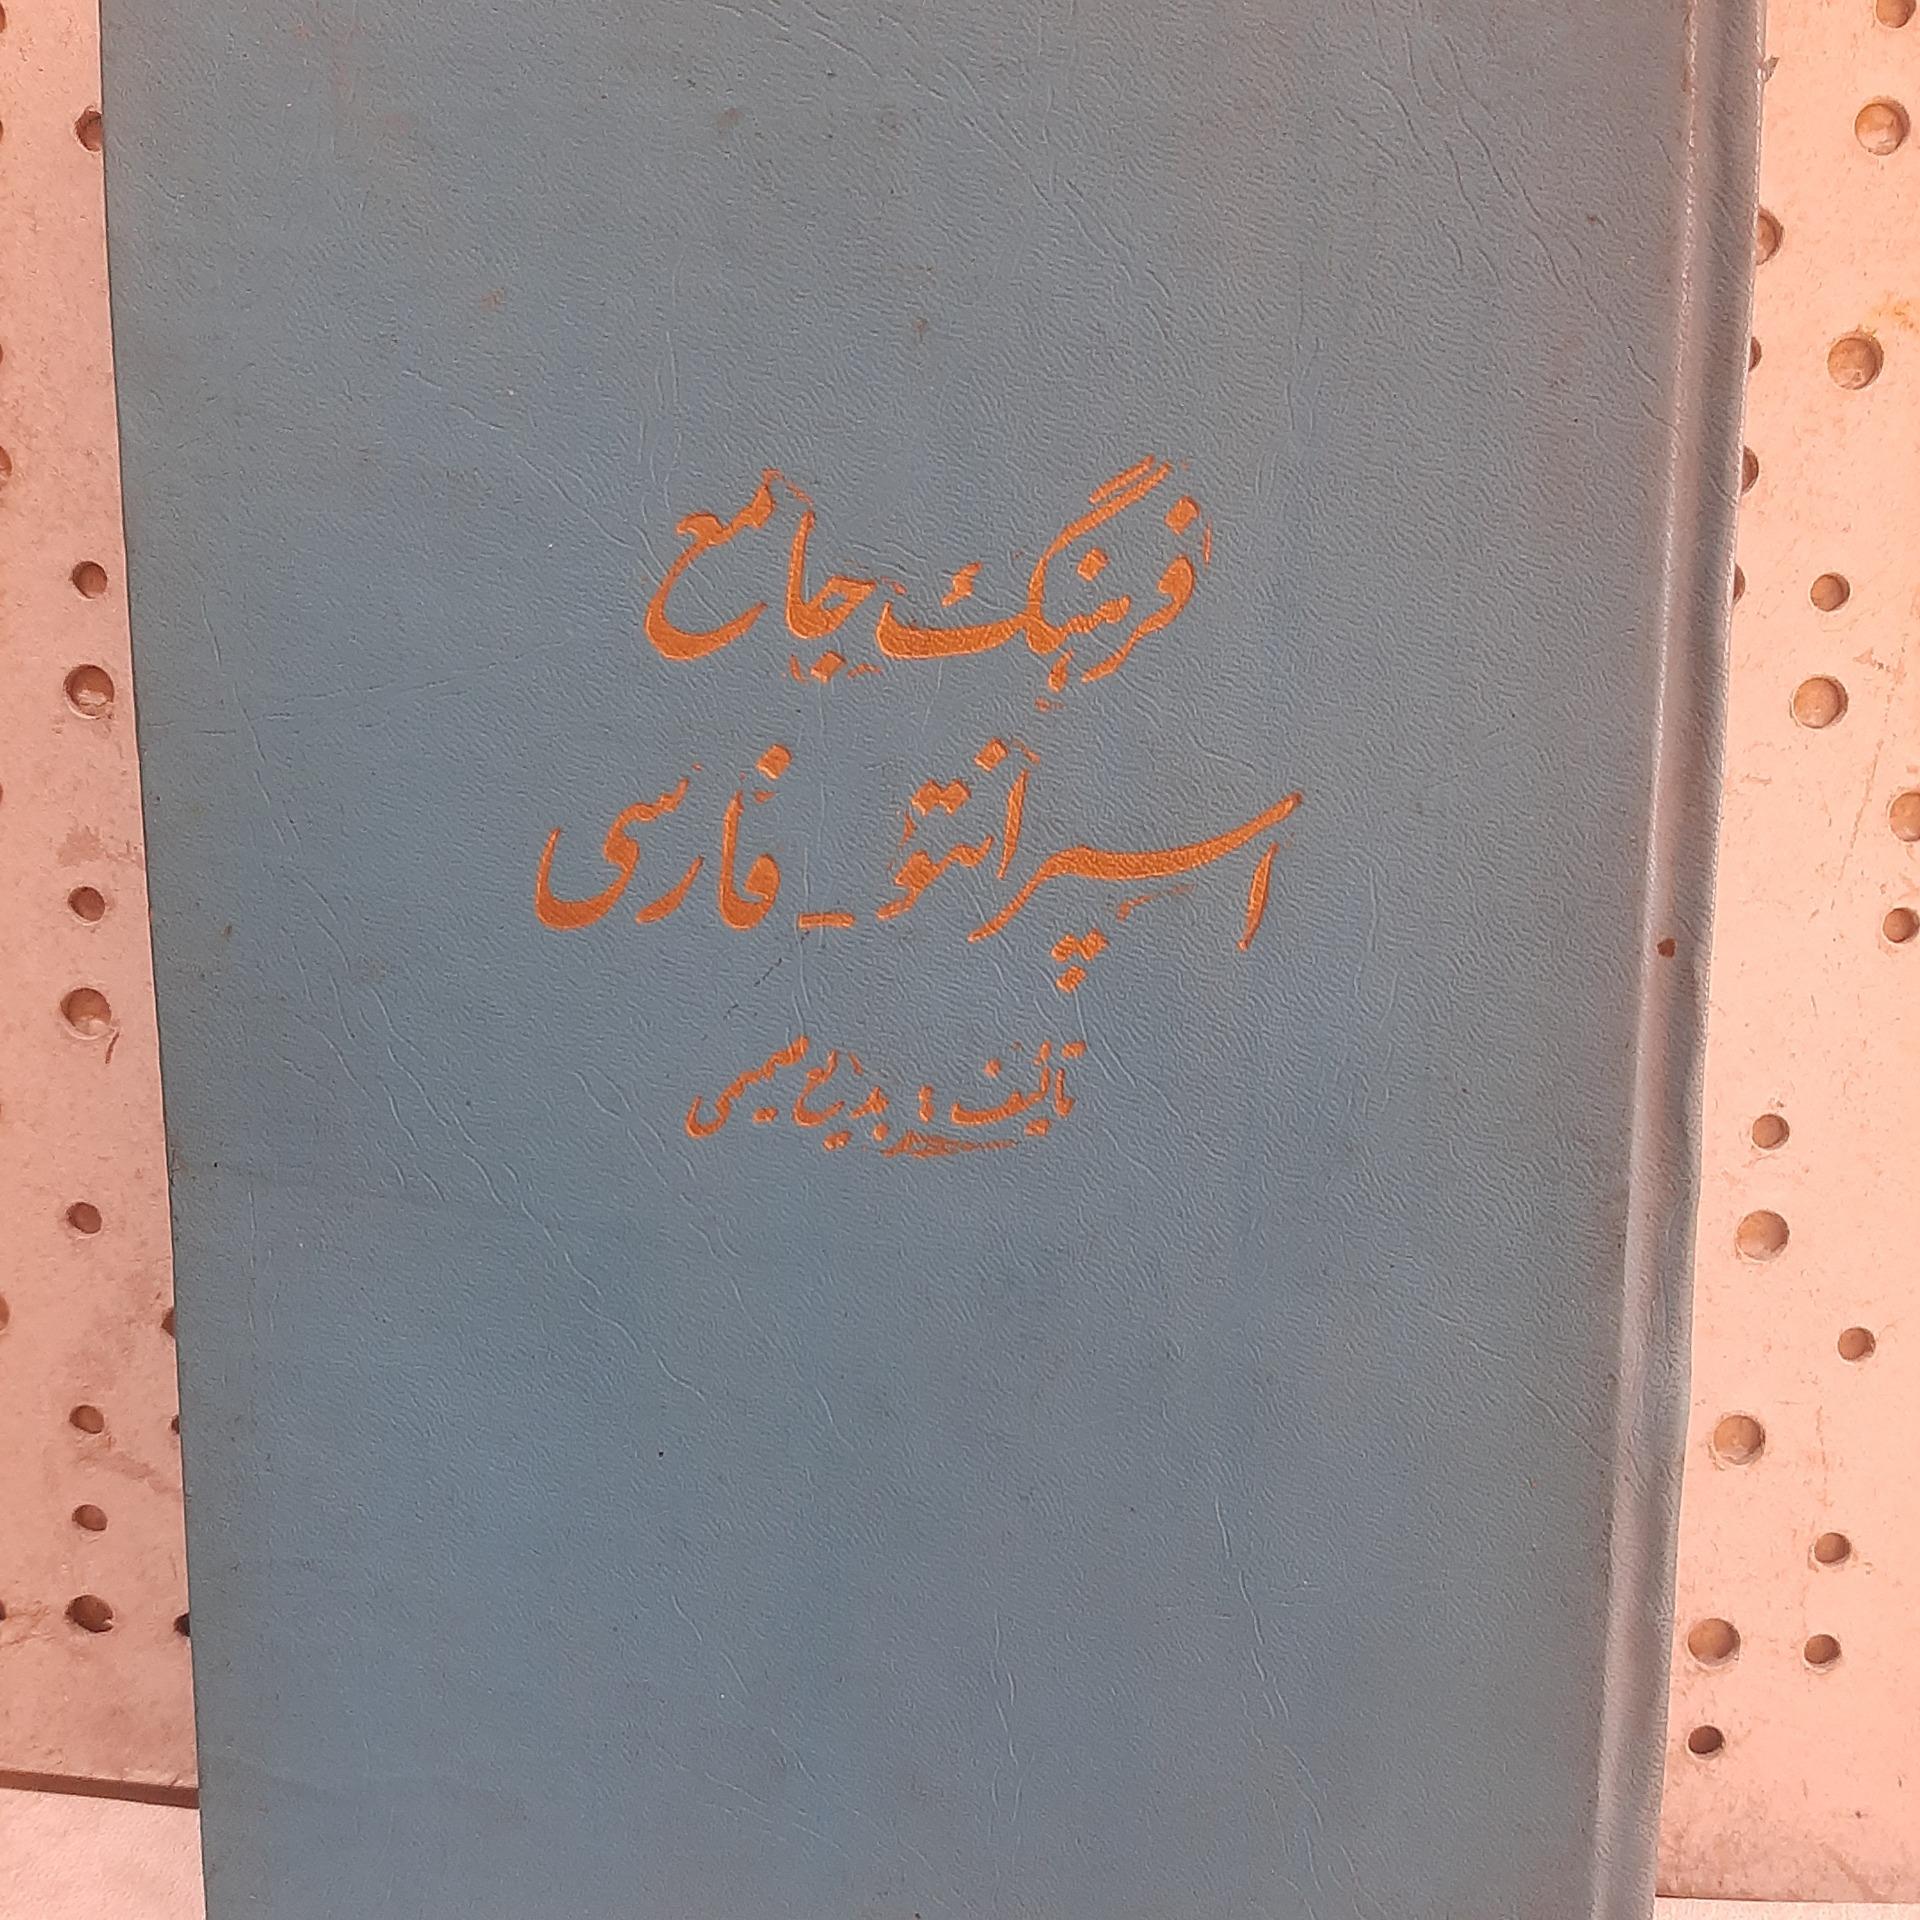 فرهنگ جامع
اسپرانتو - فارسی
تألیف : بدیع صمیمی